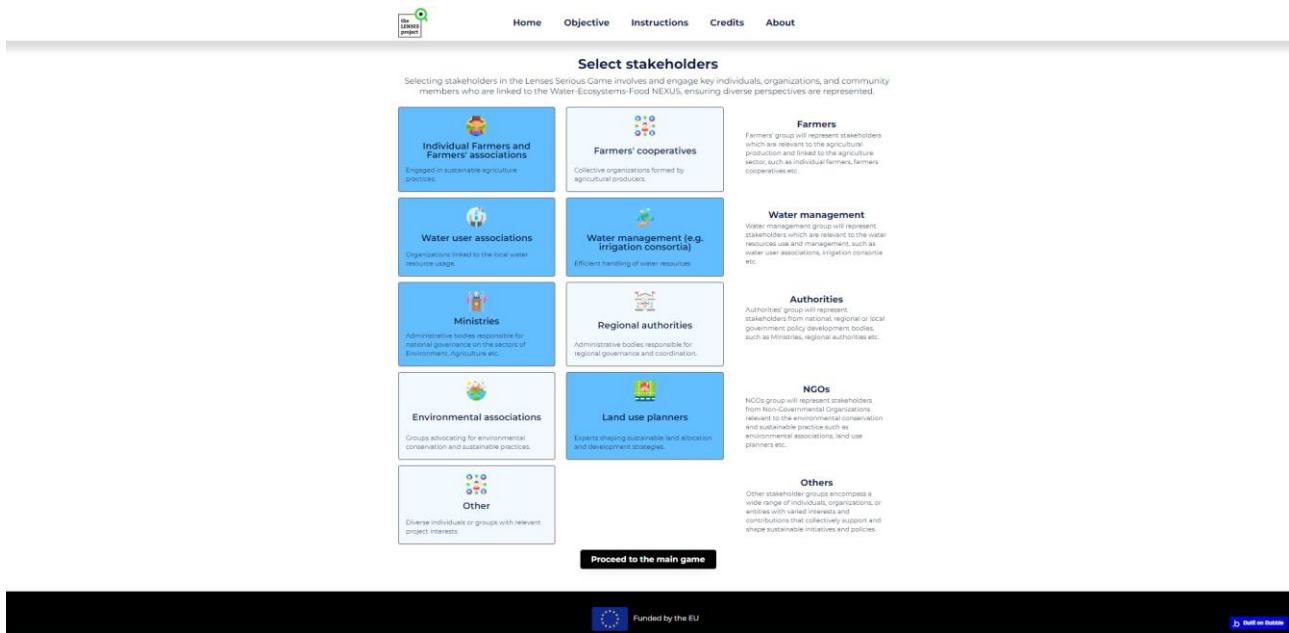 the
LENSES
project
Home Objective Instructions Credits About
Select stakeholders
Selecting stakeholders in the Lenses Serious Game involves and engage key individuals, organizations, and community
members who are linked to the Water-Ecosystems-Food NEXUS, ensuring diverse perspectives are represented.
Individual Farmers and
Farmers' associations
Engaged in sustainable agriculture
practices.
Farmers' cooperatives
Collective organizations formed by
agricultural producers.
Farmers
Farmers' group will represent stakeholders
which are relevant to the agricultural
production and linked to the agriculture
sector, such as individual farmers, farmers
cooperatives etc.
Water user associations
Organizations linked to the local water
resource usage.
Water management (e.g.
irrigation consortia)
Efficient handling of water resources
Water management
Water management group will represent
stakeholders which are relevant to the water
resources use and management, such as
water user associations, irrigation consortia
etc.
Ministries
Administrative bodies responsible for
national governance on the sectors of
Environment, Agriculture etc.
Regional authorities
Administrative bodies responsible for
regional governance and coordination.
Authorities
Authorities' group will represent
stakeholders from national, regional or local
government policy development bodies,
such as Ministries, regional authorities etc.
Environmental associations
Groups advocating for environmental
conservation and sustainable practices.
Land use planners
Experts shaping sustainable land allocation
and development strategies.
NGOs
NGOs group will represent stakeholders
from Non-Governmental Organizations
relevant to the environmental conservation
and sustainable practice such as
environmental associations, land use
planners etc.
Other
Diverse individuals or groups with relevant
project interests.
Others
Other stakeholder groups encompass a
wide range of individuals, organizations, or
entities with varied interests and
contributions that collectively support and
shape sustainable initiatives and policies.
Proceed to the main game
Funded by the EU
Built on Bubble